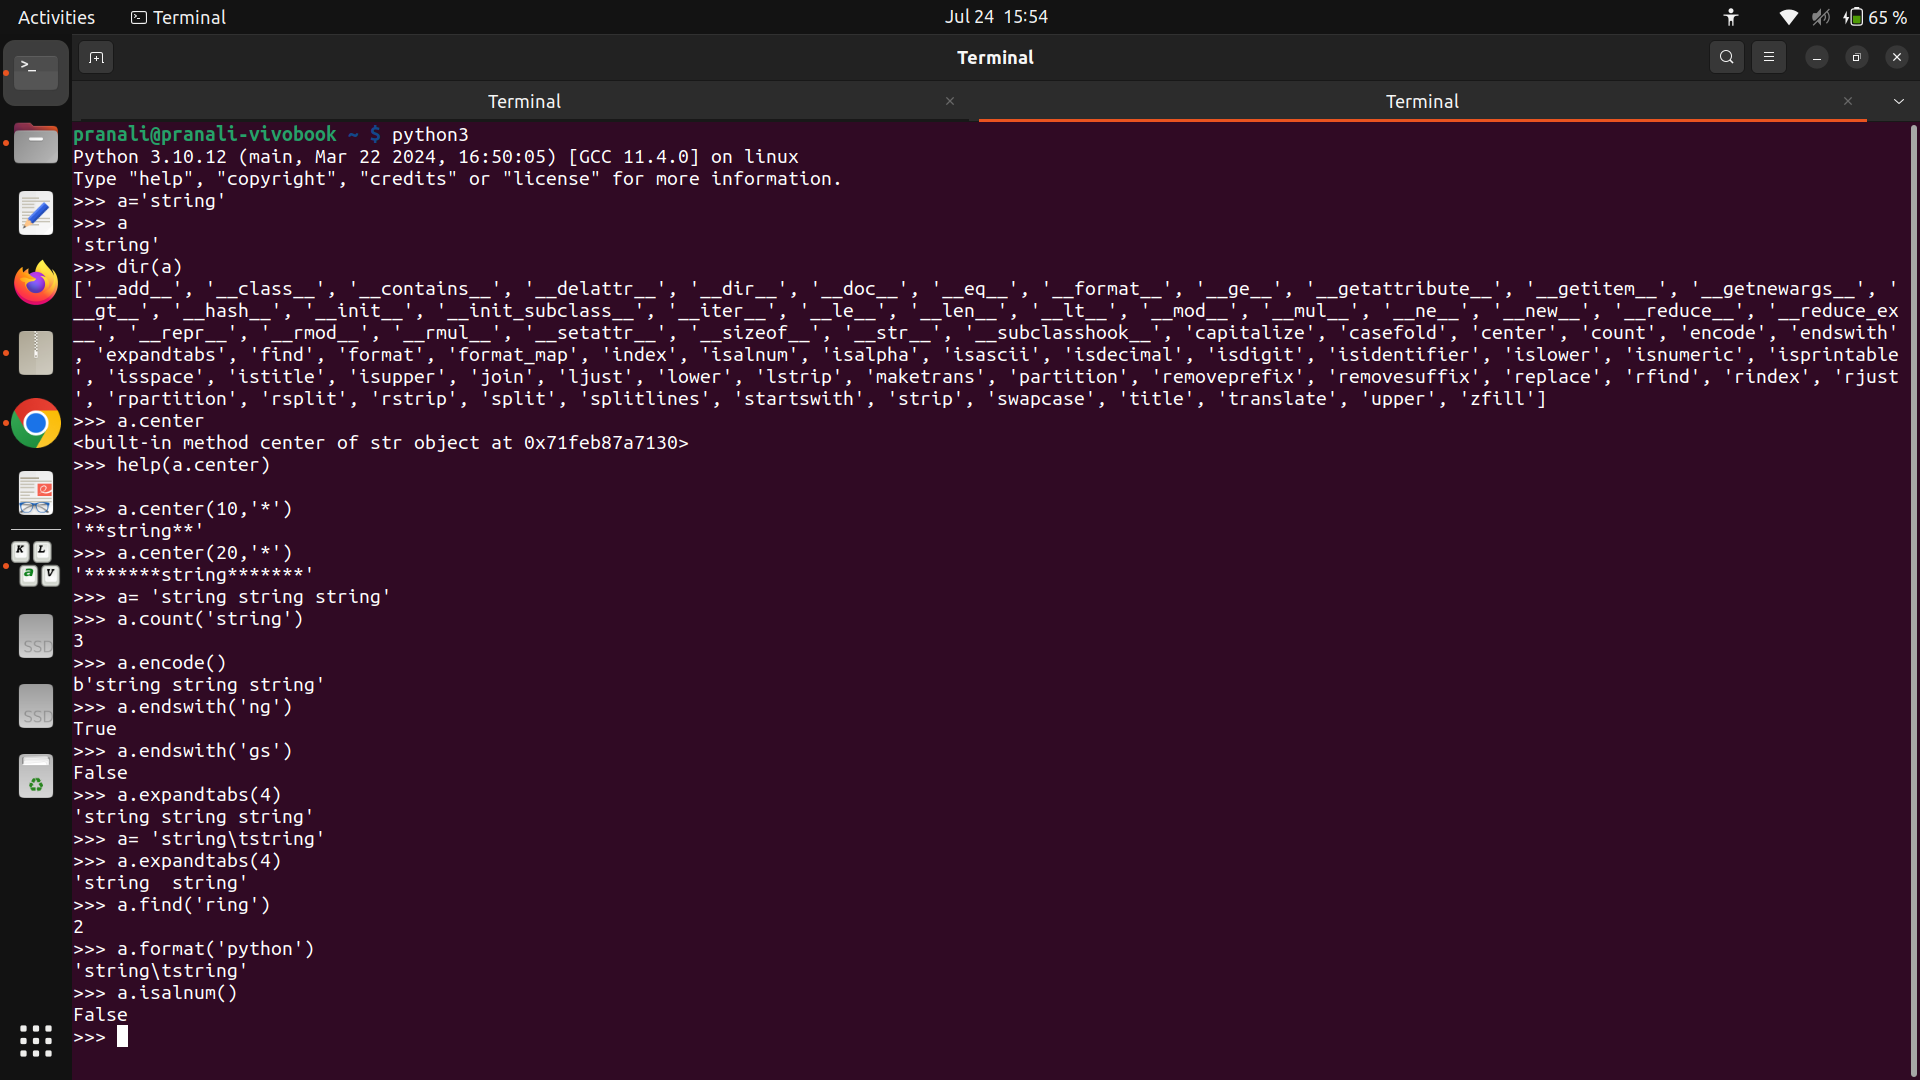 Activities Terminal Jul 24 15:54 65 %
Terminal
Terminal Terminal
pranali@pranali-vivobook ~ $ python3
Python 3.10.12 (main, Mar 22 2024, 16:50:05) [GCC 11.4.0] on linux
Type "help", "copyright", "credits" or "license" for more information.
>>> a='string'
>>> a
'string'
>>> dir(a)
['__add__', '__class__', '__contains__', '__delattr__', '__dir__', '__doc__', '__eq__', '__format__', '__ge__', '__getattribute__', '__getitem__', '__getnewargs__', '
__gt__', '__hash__', '__init__', '__init_subclass__', '__iter__', '__le__', '__len__', '__lt__', '__mod__', '__mul__', '__ne__', '__new__', '__reduce__', '__reduce_ex
__', '__repr__', '__rmod__', '__rmul__', '__setattr__', '__sizeof__', '__str__', '__subclasshook__', 'capitalize', 'casefold', 'center', 'count', 'encode', 'endswith'
, 'expandtabs', 'find', 'format', 'format_map', 'index', 'isalnum', 'isalpha', 'isascii', 'isdecimal', 'isdigit', 'isidentifier', 'islower', 'isnumeric', 'isprintable
', 'isspace', 'istitle', 'isupper', 'join', 'ljust', 'lower', 'lstrip', 'maketrans', 'partition', 'removeprefix', 'removesuffix', 'replace', 'rfind', 'rindex', 'rjust
', 'rpartition', 'rsplit', 'rstrip', 'split', 'splitlines', 'startswith', 'strip', 'swapcase', 'title', 'translate', 'upper', 'zfill']
>>> a.center
<built-in method center of str object at 0x71feb87a7130>
>>> help(a.center)

>>> a.center(10,'*')
'**string**'
>>> a.center(20,'*')
'*******string*******'
>>> a= 'string string string'
>>> a.count('string')
3
>>> a.encode()
b'string string string'
>>> a.endswith('ng')
True
>>> a.endswith('gs')
False
>>> a.expandtabs(4)
'string string string'
>>> a= 'string\tstring'
>>> a.expandtabs(4)
'string  string'
>>> a.find('ring')
2
>>> a.format('python')
'string\tstring'
>>> a.isalnum()
False
>>>
K L
a v
SSD
SSD